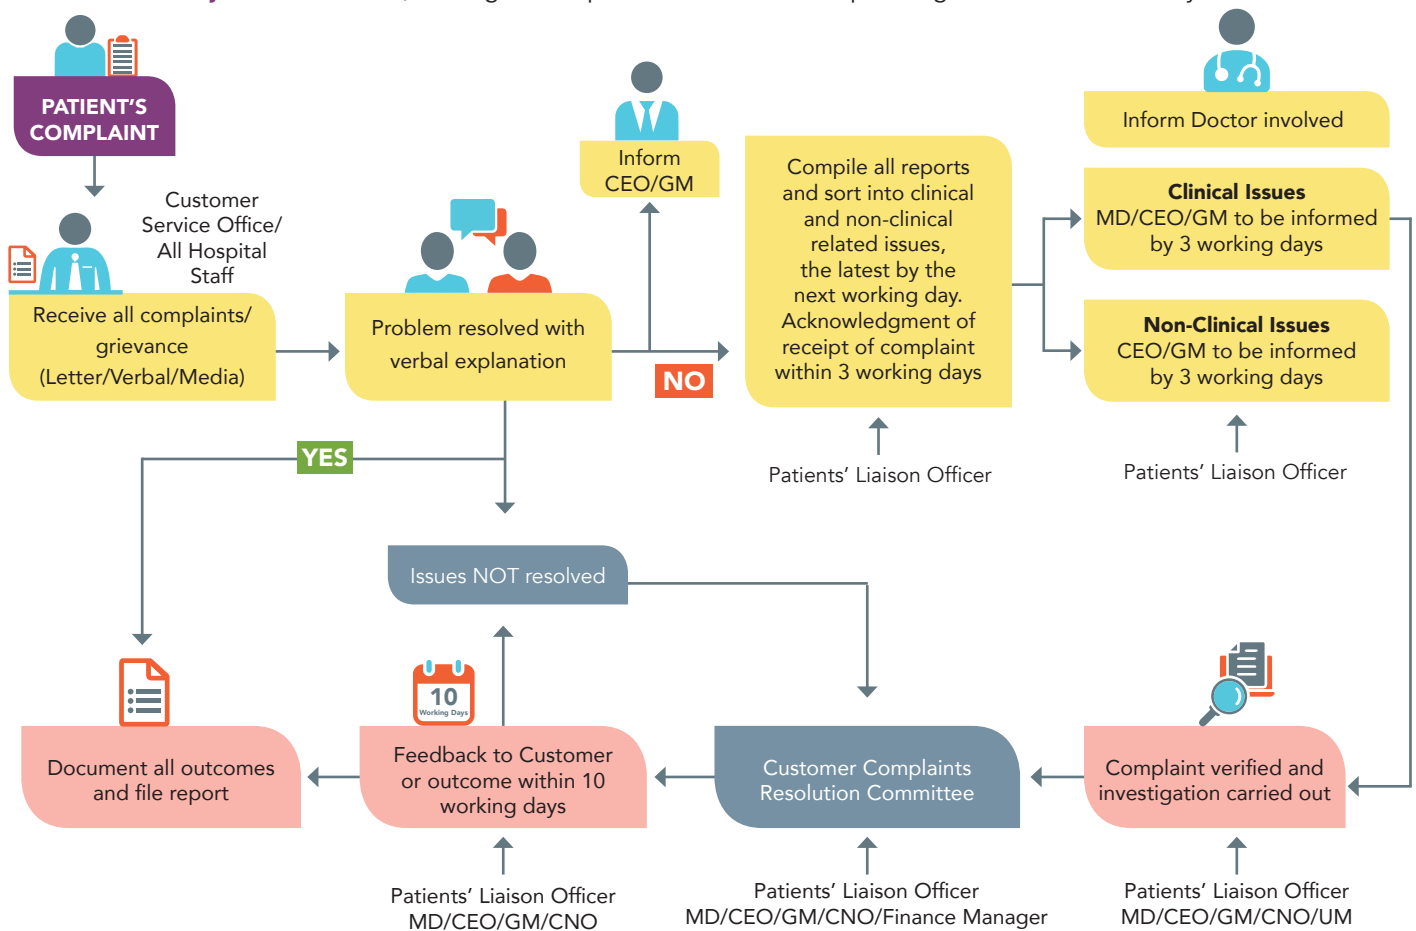 PATIENT'S
COMPLAINT
Customer
Service Office/
All Hospital
Staff
Receive all complaints/
grievance
(Letter/Verbal/Media)
Problem resolved with
verbal explanation
Inform
CEO/GM
NO
Compile all reports
and sort into clinical
and non-clinical
related issues,
the latest by the
next working day.
Acknowledgment of
receipt of complaint
within 3 working days
Patients' Liaison Officer
Inform Doctor involved
Clinical Issues
MD/CEO/GM to be informed
by 3 working days
Non-Clinical Issues
CEO/GM to be informed
by 3 working days
Patients' Liaison Officer
YES
Issues NOT resolved
Document all outcomes
and file report
10
Working Days
Feedback to Customer
or outcome within 10
working days
Patients' Liaison Officer
MD/CEO/GM/CNO
Customer Complaints
Resolution Committee
Patients' Liaison Officer
MD/CEO/GM/CNO/Finance Manager
Complaint verified and
investigation carried out
Patients' Liaison Officer
MD/CEO/GM/CNO/UM